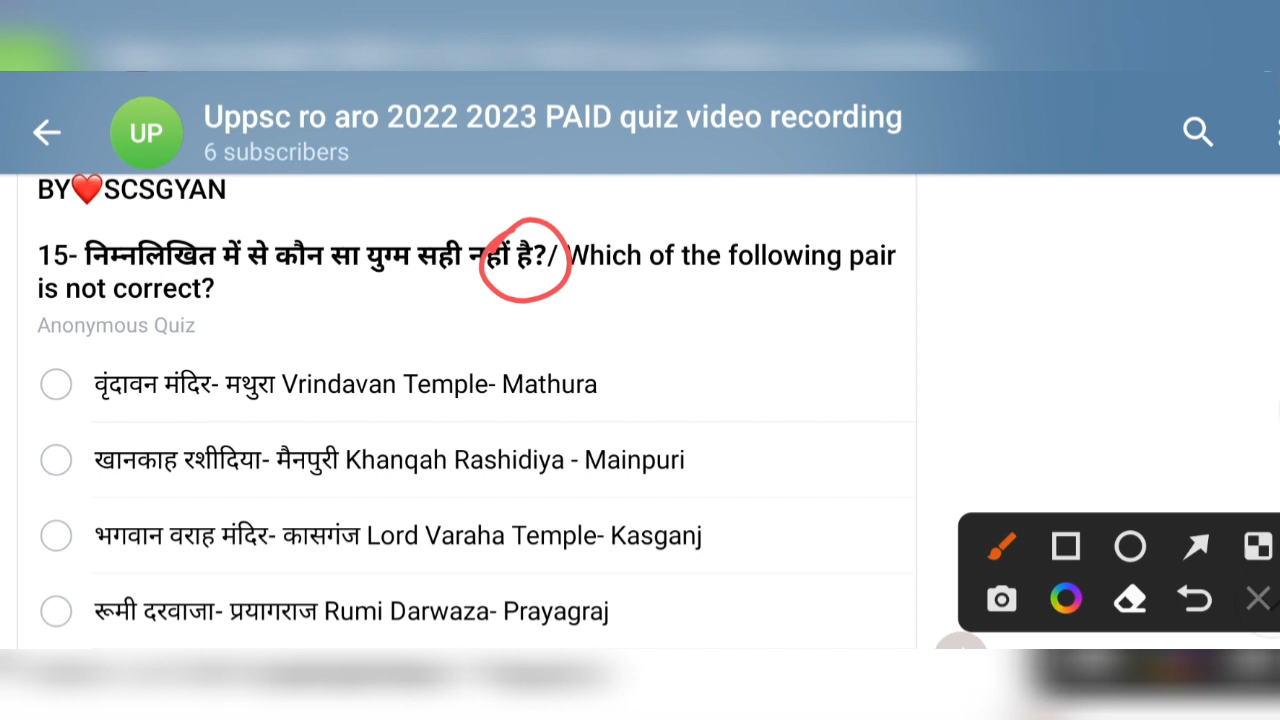 UP
Uppsc ro aro 2022 2023 PAID quiz video recording
6 subscribers
BY❤️SCSGYAN
15- निम्नलिखित में से कौन सा युग्म सही नहीं है?/ Which of the following pair
is not correct?
Anonymous Quiz
वृंदावन मंदिर- मथुरा Vrindavan Temple- Mathura
खानकाह रशीदिया- मैनपुरी Khanqah Rashidiya - Mainpuri
भगवान वराह मंदिर- कासगंज Lord Varaha Temple- Kasganj
रूमी दरवाजा- प्रयागराज Rumi Darwaza- Prayagraj